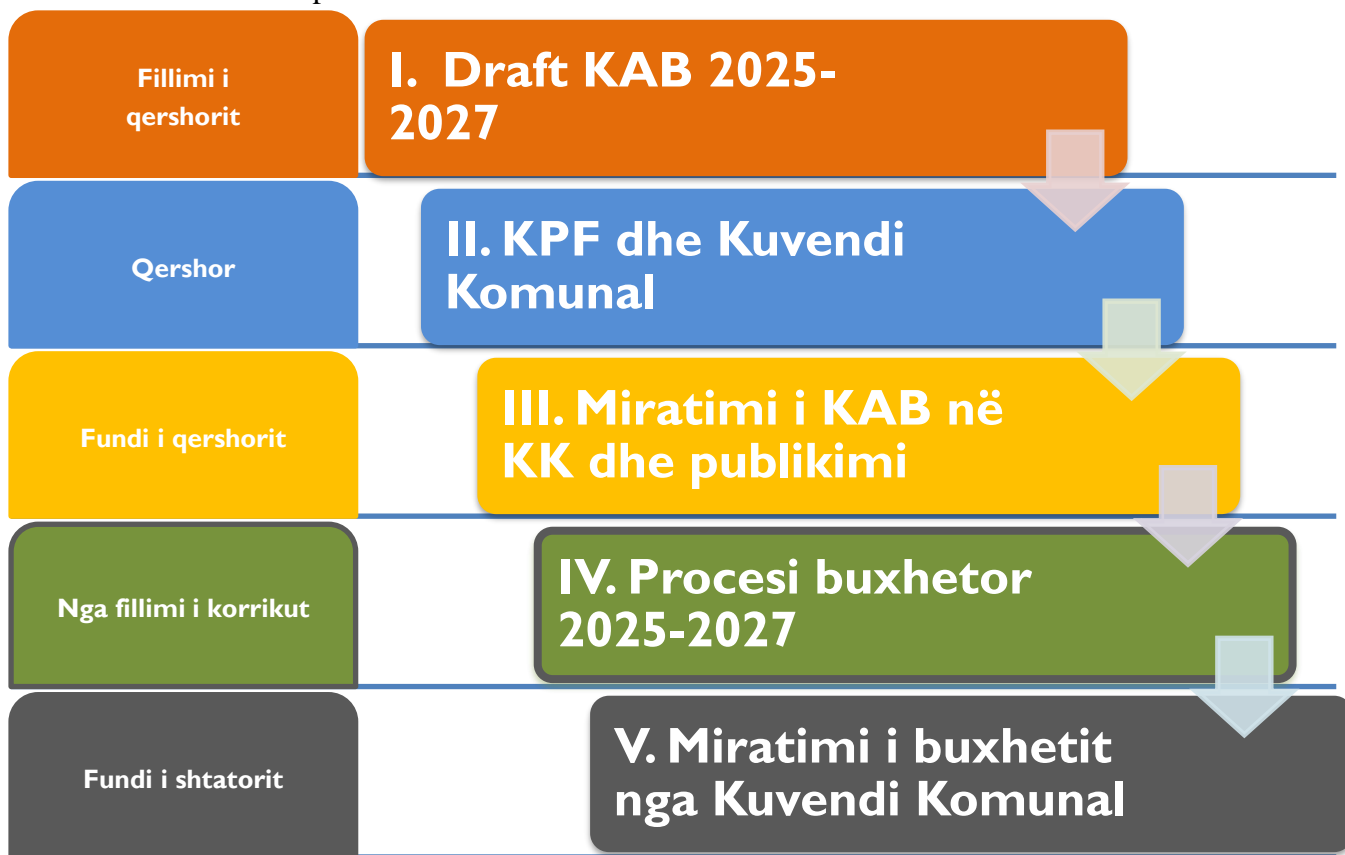 Fillimi i
qershorit
I. Draft KAB 2025-
2027
Qershor
II. KPF dhe Kuvendi
Komunal
Fundi i qershorit
III. Miratimi i KAB në
KK dhe publikimi
Nga fillimi i korrikut
IV. Procesi buxhetor
2025-2027
Fundi i shtatorit
V. Miratimi i buxhetit
nga Kuvendi Komunal